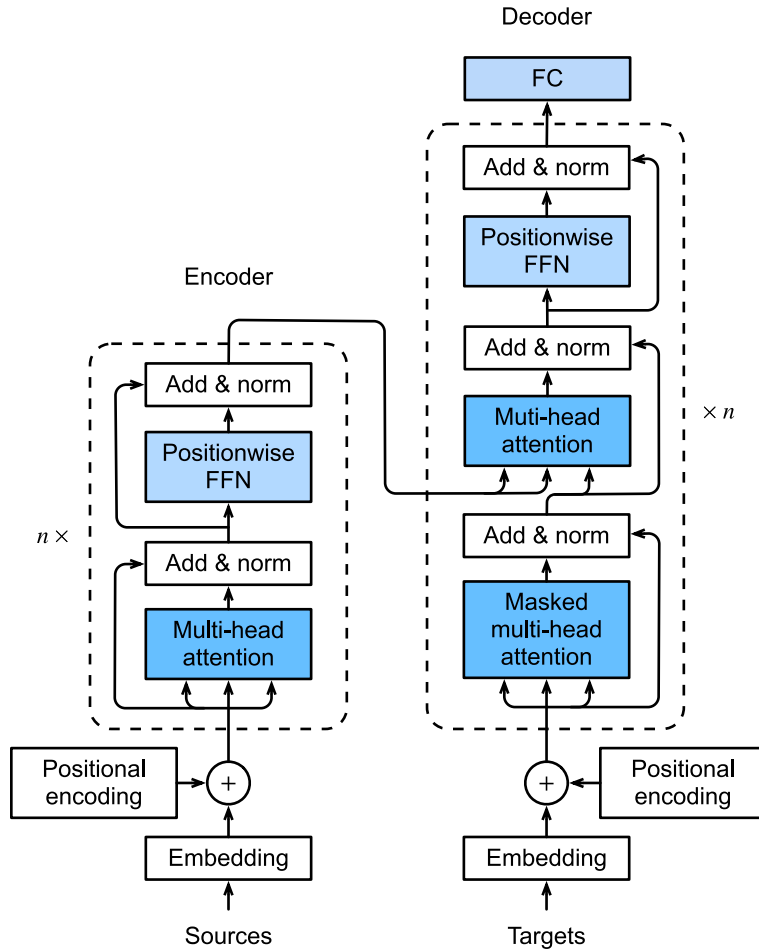 Decoder
FC
Add & norm
Positionwise
FFN
Add & norm
Muti-head
attention
× n
Add & norm
Masked
multi-head
attention
Positional
encoding
+
Embedding
Targets
Encoder
Add & norm
Positionwise
FFN
n ×
Add & norm
Multi-head
attention
Positional
encoding
+
Embedding
Sources